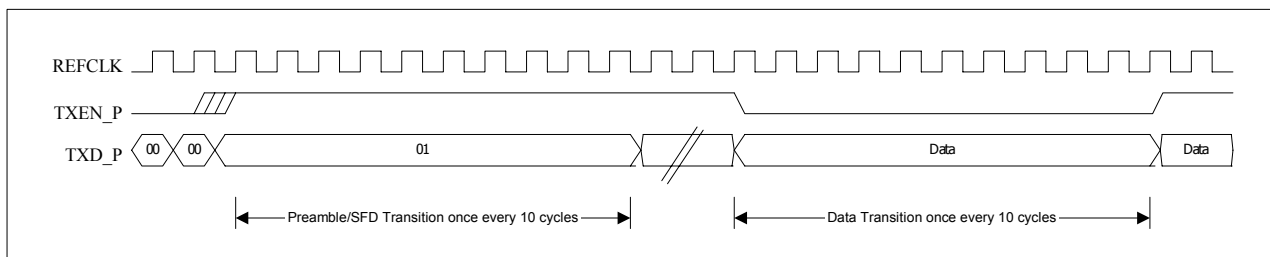 REFCLK
TXEN_P
TXD_P 00 00 01 Data Data
Preamble/SFD Transition once every 10 cycles Data Transition once every 10 cycles